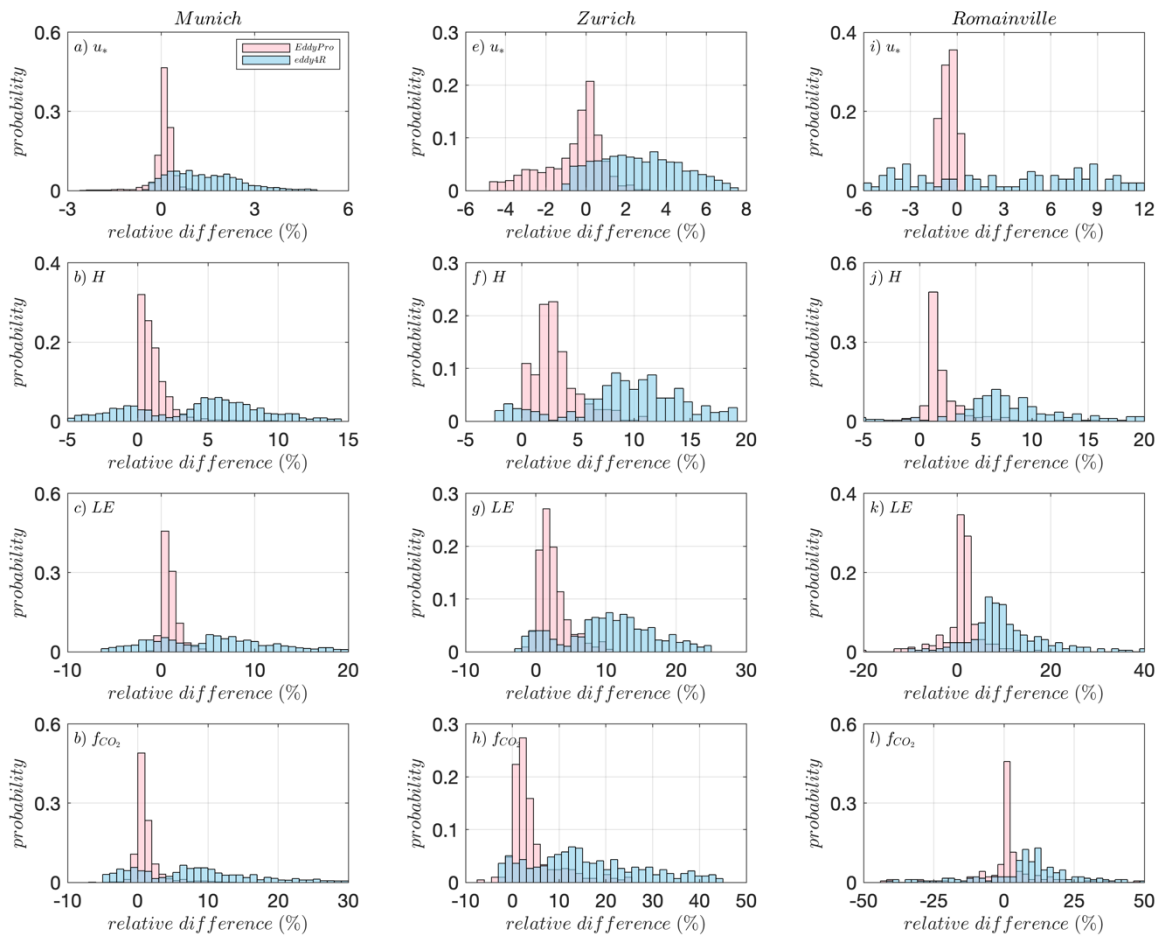 Munich
Zurich
Romainville
a) u*
EddyPro
eddy4R
e) u*
i) u*
probability
0.6
0.3
0
-3
0
3
6
relative difference (%)
probability
0.3
0.2
0.1
0
-6
-4
-2
0
2
4
6
8
relative difference (%)
probability
0.4
0.2
0
-6
-3
0
3
6
9
12
relative difference (%)
b) H
probability
0.4
0.2
0
-5
0
5
10
15
relative difference (%)
f) H
probability
0.3
0.2
0.1
0
-5
0
5
10
15
20
relative difference (%)
j) H
probability
0.6
0.3
0
-5
0
5
10
15
20
relative difference (%)
c) LE
probability
0.6
0.3
0
-10
0
10
20
relative difference (%)
g) LE
probability
0.3
0.2
0.1
0
-10
0
10
20
30
relative difference (%)
k) LE
probability
0.4
0.2
0
-20
0
20
40
relative difference (%)
b) fCO2
probability
0.6
0.3
0
-10
0
10
20
30
relative difference (%)
h) fCO2
probability
0.3
0.2
0.1
0
-10
0
10
20
30
40
50
relative difference (%)
l) fCO2
probability
0.6
0.3
0
-50
-25
0
25
50
relative difference (%)